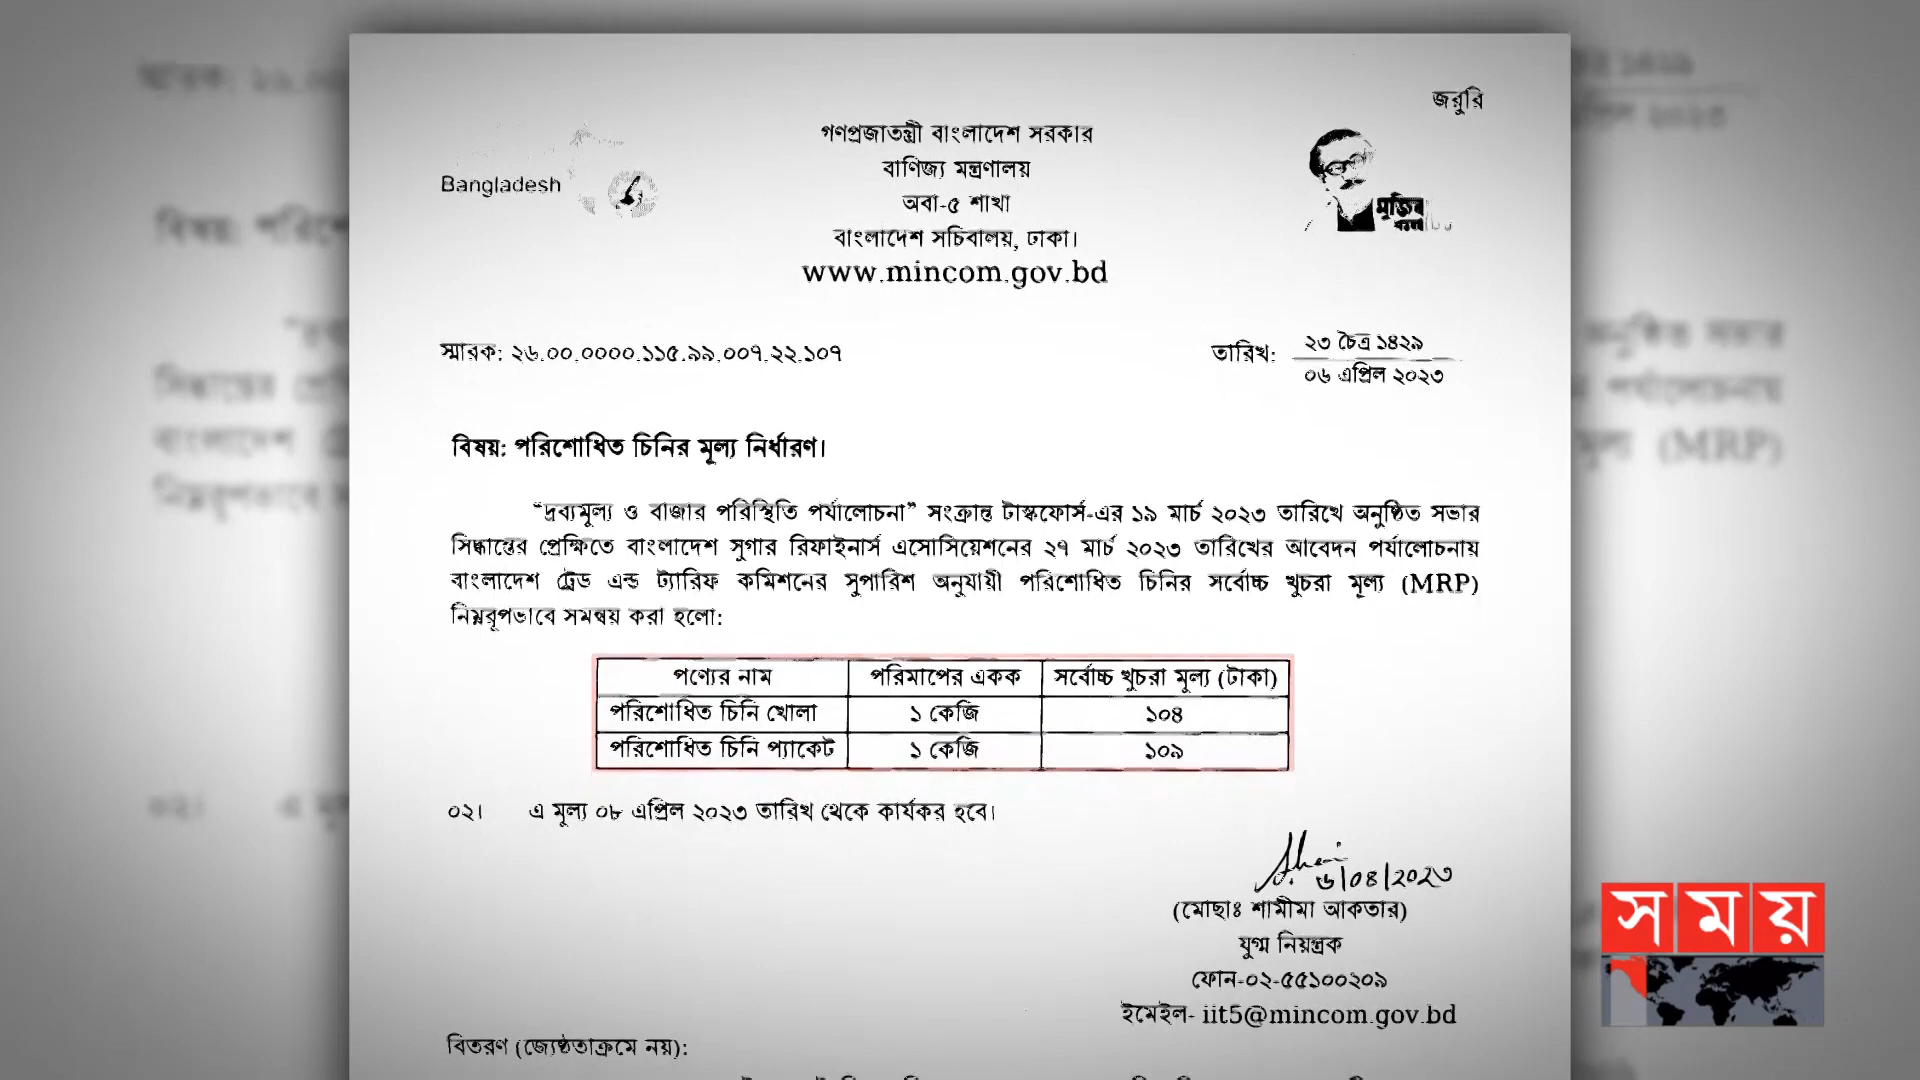 জরুরি
গণপ্রজাতন্ত্রী বাংলাদেশ সরকার
বাণিজ্য মন্ত্রণালয়
অবা-৫ শাখা
বাংলাদেশ সচিবালয়, ঢাকা।
www.mincom.gov.bd
Bangladesh
মুজিব
স্মারক: ২৬.০০.০০০০.১১৫.৯৯.০০৭.২২.১০৭
তারিখ: ২৩ চৈত্র ১৪২৯
০৬ এপ্রিল ২০২৩
বিষয়: পরিশোধিত চিনির মূল্য নির্ধারণ।
“দ্রব্যমূল্য ও বাজার পরিস্থিতি পর্যালোচনা” সংক্রান্ত টাস্কফোর্স-এর ১৯ মার্চ ২০২৩ তারিখে অনুষ্ঠিত সভার
সিদ্ধান্তের প্রেক্ষিতে বাংলাদেশ সুগার রিফাইনার্স এসোসিয়েশনের ২৭ মার্চ ২০২৩ তারিখের আবেদন পর্যালোচনায়
বাংলাদেশ ট্রেড এন্ড ট্যারিফ কমিশনের সুপারিশ অনুযায়ী পরিশোধিত চিনির সর্বোচ্চ খুচরা মূল্য (MRP)
নিম্নরূপভাবে সমন্বয় করা হলো:
পণ্যের নাম পরিমাপের একক সর্বোচ্চ খুচরা মূল্য (টাকা)
পরিশোধিত চিনি খোলা ১ কেজি ১০৪
পরিশোধিত চিনি প্যাকেট ১ কেজি ১০৯
০২। এ মূল্য ০৮ এপ্রিল ২০২৩ তারিখ থেকে কার্যকর হবে।
৬/০৪/২০২৩
(মোছাঃ শামীমা আকতার)
যুগ্ম নিয়ন্ত্রক
ফোন-০২-৫৫১০০২০৯
ইমেইল- iit5@mincom.gov.bd
বিতরণ (জ্যেষ্ঠতাক্রমে নয়):
সময়